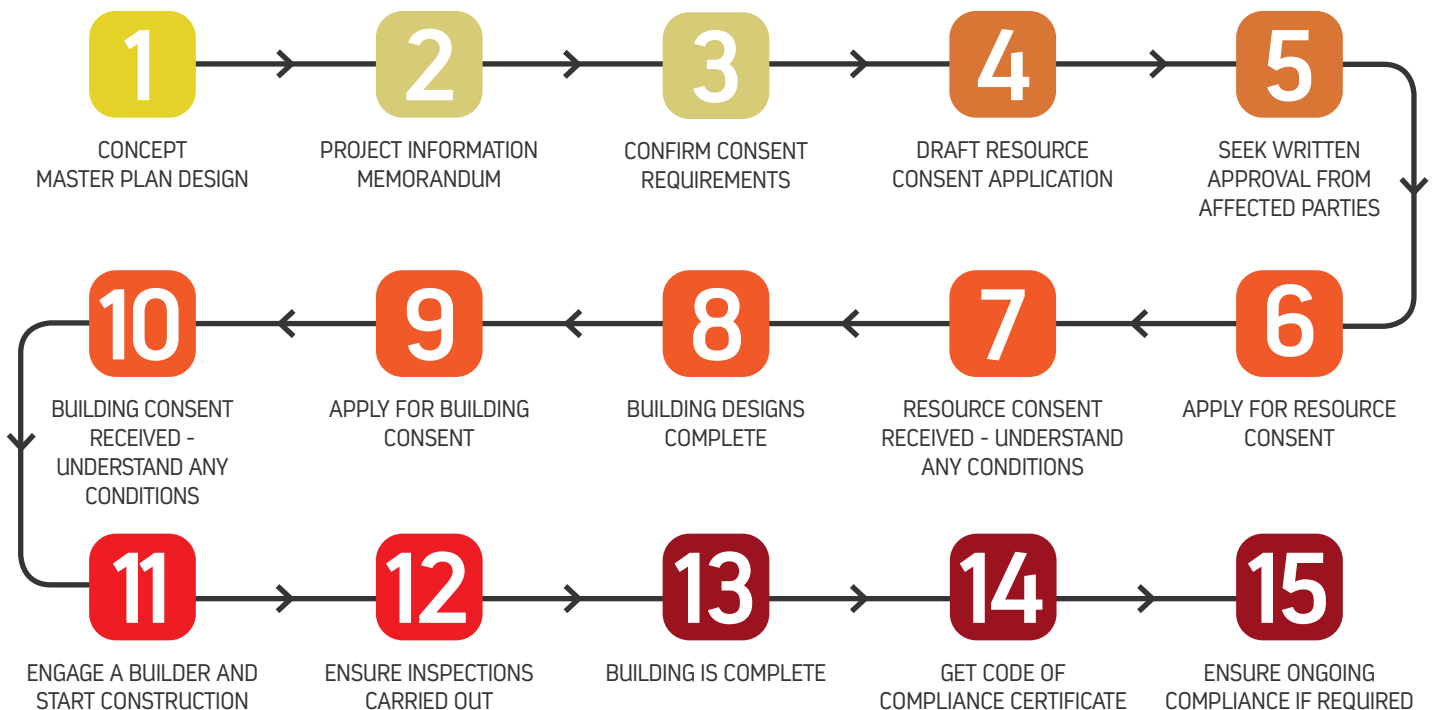 1
CONCEPT
MASTER PLAN DESIGN
2
PROJECT INFORMATION
MEMORANDUM
3
CONFIRM CONSENT
REQUIREMENTS
4
DRAFT RESOURCE
CONSENT APPLICATION
5
SEEK WRITTEN
APPROVAL FROM
AFFECTED PARTIES
6
APPLY FOR RESOURCE
CONSENT
7
RESOURCE CONSENT
RECEIVED - UNDERSTAND
ANY CONDITIONS
8
BUILDING DESIGNS
COMPLETE
9
APPLY FOR BUILDING
CONSENT
10
BUILDING CONSENT
RECEIVED -
UNDERSTAND ANY
CONDITIONS
11
ENGAGE A BUILDER AND
START CONSTRUCTION
12
ENSURE INSPECTIONS
CARRIED OUT
13
BUILDING IS COMPLETE
14
GET CODE OF
COMPLIANCE CERTIFICATE
15
ENSURE ONGOING
COMPLIANCE IF REQUIRED